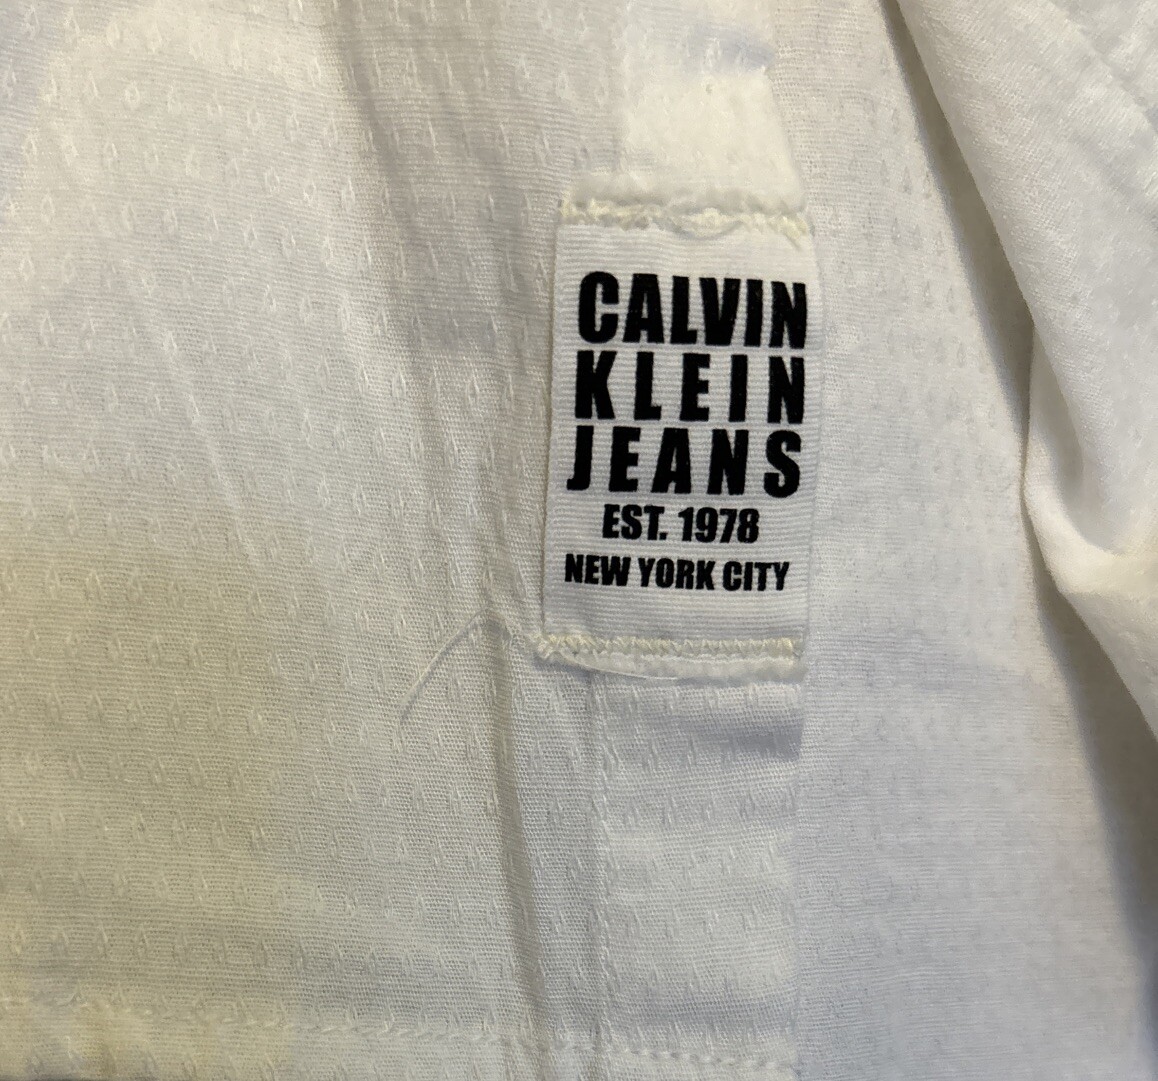 CALVIN
KLEIN
JEANS
EST. 1978
NEW YORK CITY